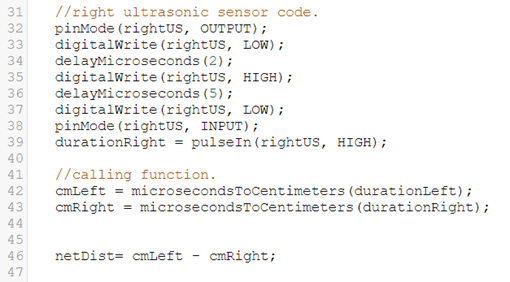 31 //right ultrasonic sensor code.
32 pinMode(rightUS, OUTPUT);
33 digitalWrite(rightUS, LOW);
34 delayMicroseconds(2);
35 digitalWrite(rightUS, HIGH);
36 delayMicroseconds(5);
37 digitalWrite(rightUS, LOW);
38 pinMode(rightUS, INPUT);
39 durationRight = pulseIn(rightUS, HIGH);
40
41 //calling function.
42 cmLeft = microsecondsToCentimeters(durationLeft);
43 cmRight = microsecondsToCentimeters(durationRight);
44
45
46 netDist= cmLeft - cmRight;
47